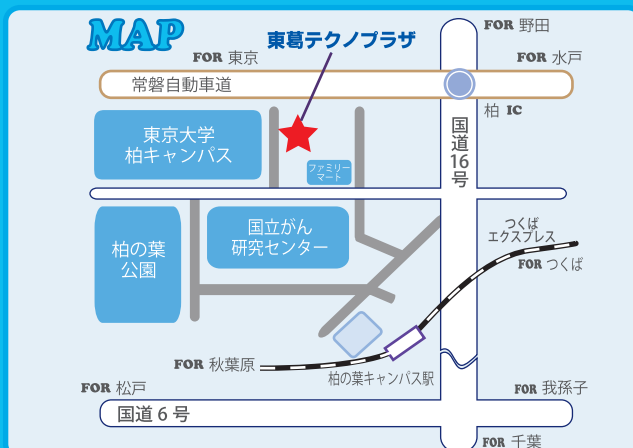 MAP
東葛テクノプラザ
FOR 野田
FOR 東京
FOR 水戸
常磐自動車道
柏 IC
東京大学
柏キャンパス
国道16号
ファミリー
マート
国立がん
研究センター
柏の葉
公園
つくば
エクスプレス
FOR つくば
FOR 秋葉原
柏の葉キャンパス駅
FOR 松戸
FOR 我孫子
国道6号
FOR 千葉